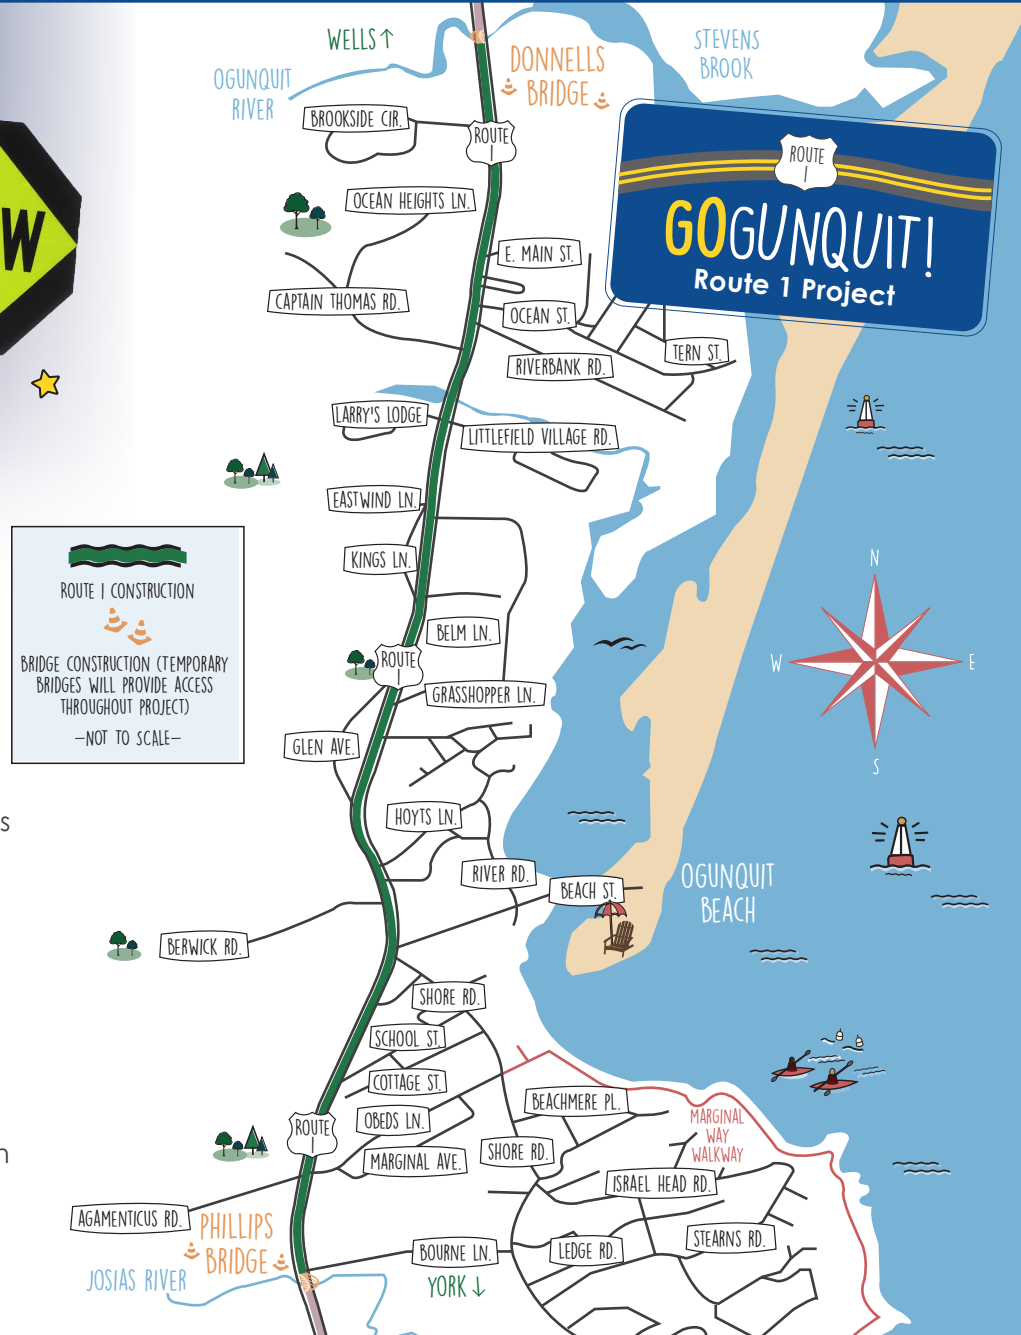 WELLS ↑
OGUNQUIT
RIVER
DONNELLS
BRIDGE
STEVENS
BROOK
BROOKSIDE CIR.
ROUTE
1
ROUTE
1
GOGUNQUIT!
Route 1 Project
W
OCEAN HEIGHTS LN.
E. MAIN ST.
CAPTAIN THOMAS RD.
OCEAN ST.
TERN ST.
RIVERBANK RD.
LARRY'S LODGE
LITTLEFIELD VILLAGE RD.
EASTWIND LN.
KINGS LN.
ROUTE 1 CONSTRUCTION
BRIDGE CONSTRUCTION (TEMPORARY
BRIDGES WILL PROVIDE ACCESS
THROUGHOUT PROJECT)
–NOT TO SCALE–
N
W
E
S
BELM LN.
ROUTE
1
GRASSHOPPER LN.
GLEN AVE.
s
HOYTS LN.
RIVER RD.
BEACH ST.
OGUNQUIT
BEACH
BERWICK RD.
SHORE RD.
SCHOOL ST.
COTTAGE ST.
BEACHMERE PL.
OBEDS LN.
MARGINAL
WAY
WALKWAY
ROUTE
1
n
MARGINAL AVE.
SHORE RD.
ISRAEL HEAD RD.
AGAMENTICUS RD.
PHILLIPS
BRIDGE
BOURNE LN.
LEDGE RD.
STEARNS RD.
JOSIAS RIVER
YORK ↓